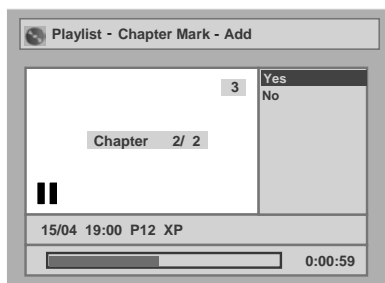 Playlist - Chapter Mark - Add
3
Yes
No
Chapter 2/ 2
15/04 19:00 P12 XP
0:00:59